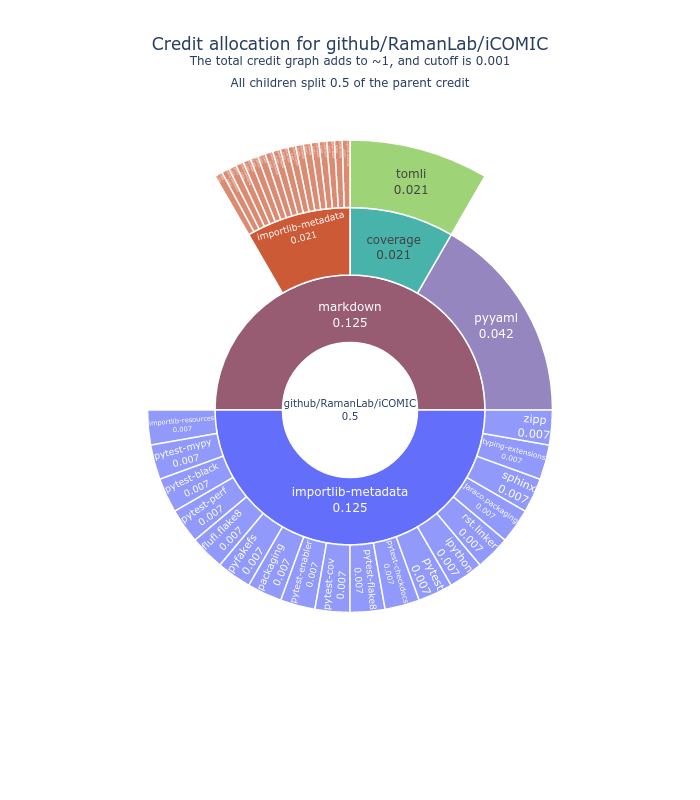 Credit allocation for github/RamanLab/iCOMIC
The total credit graph adds to ~1, and cutoff is 0.001
All children split 0.5 of the parent credit
tomli
0.021
importlib-metadata
0.021
coverage
0.021
pyyaml
0.042
markdown
0.125
github/RamanLab/iCOMIC
0.5
importlib-metadata
0.125
importlib-resources
0.007
pytest-mypy
0.007
pytest-black
0.007
pytest-perf
0.007
flufl.flake8
0.007
pyfakefs
0.007
packaging
0.007
pytest-enabler
0.007
pytest-cov
0.007
pytest-flake8
0.007
pytest-checkdocs
0.007
pytest
0.007
ipython
0.007
rst.linker
0.007
jaraco.packaging
0.007
sphinx
0.007
typing-extensions
0.007
zipp
0.007